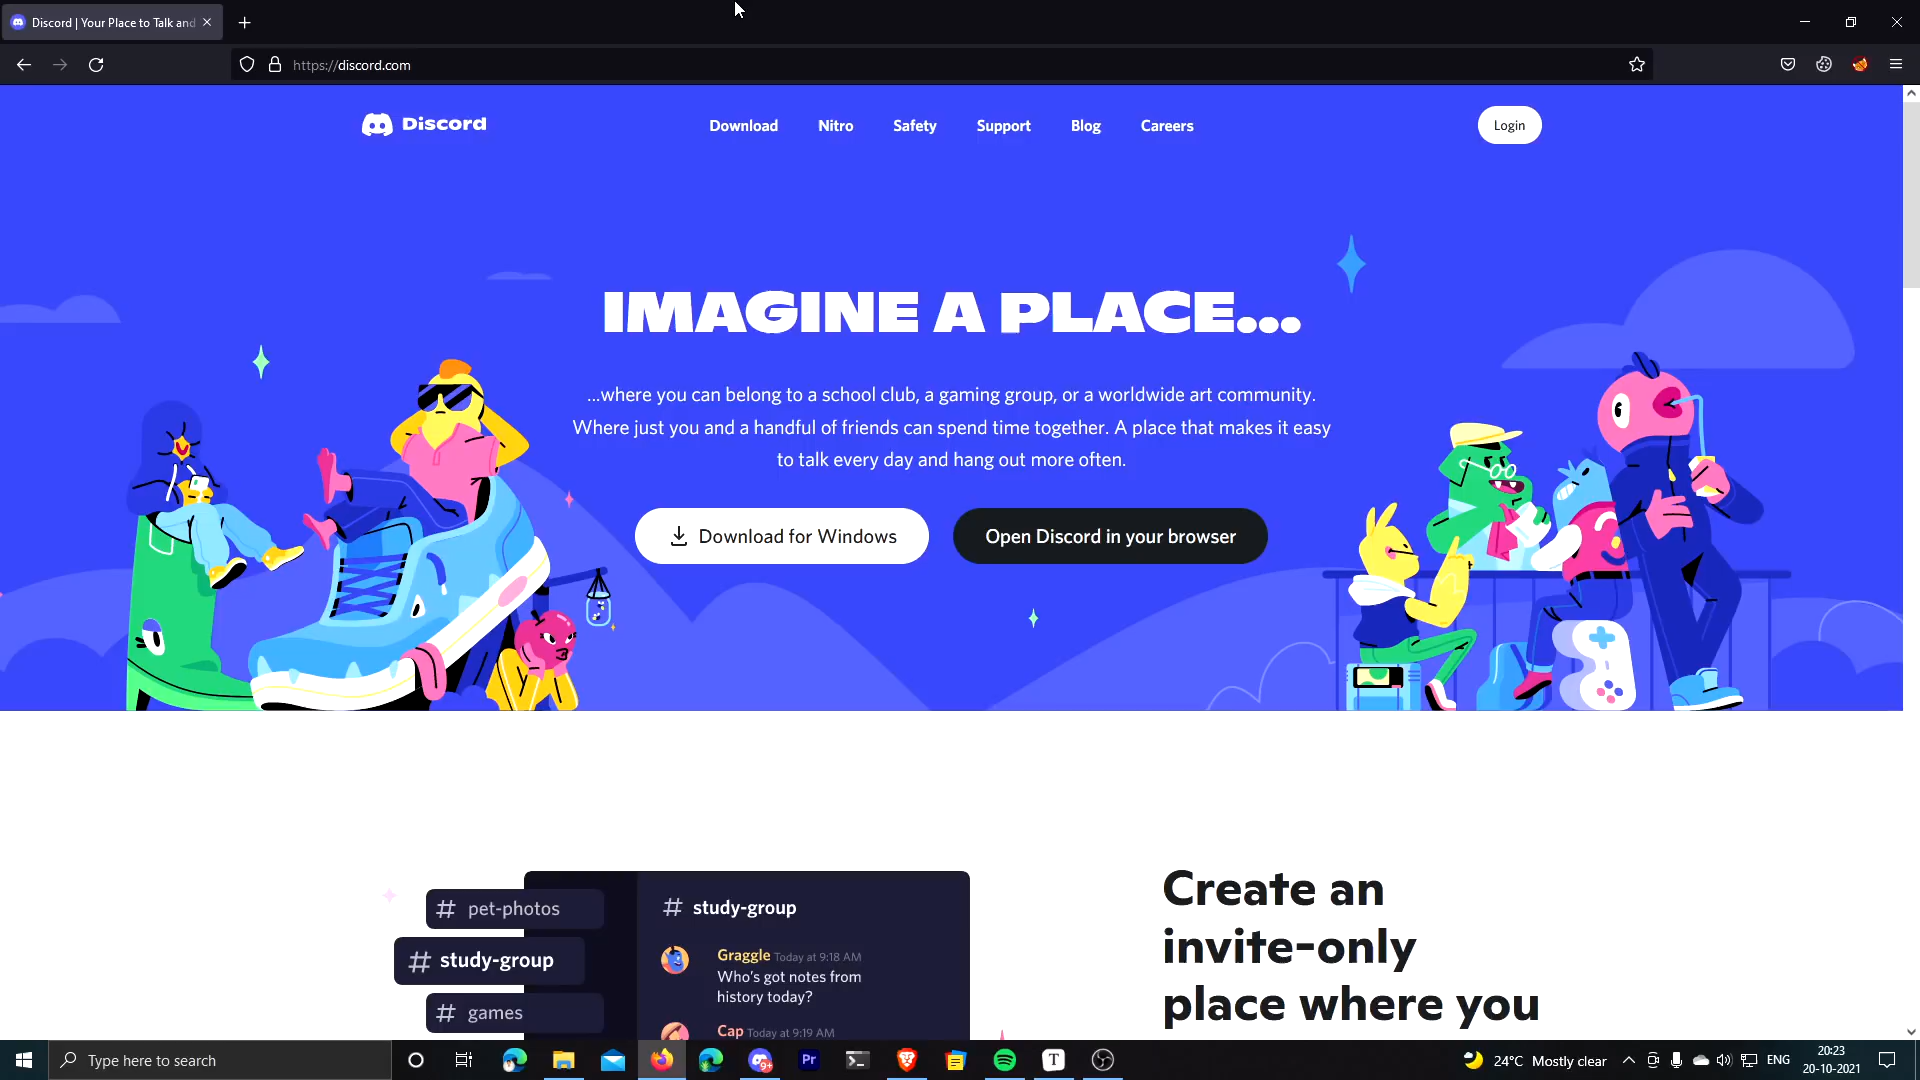 Discord | Your Place to Talk and
https://discord.com
Discord
Download Nitro Safety Support Blog Careers
Login
IMAGINE A PLACE...
...where you can belong to a school club, a gaming group, or a worldwide art community.
Where just you and a handful of friends can spend time together. A place that makes it easy
to talk every day and hang out more often.
Download for Windows
Open Discord in your browser
# pet-photos
# study-group
# games
# study-group
Graggle Today at 9:18 AM
Who's got notes from
history today?
Cap Today at 9:19 AM
Create an
invite-only
place where you
Type here to search
9+
Pr
T
24°C Mostly clear
ENG
20:23
20-10-2021